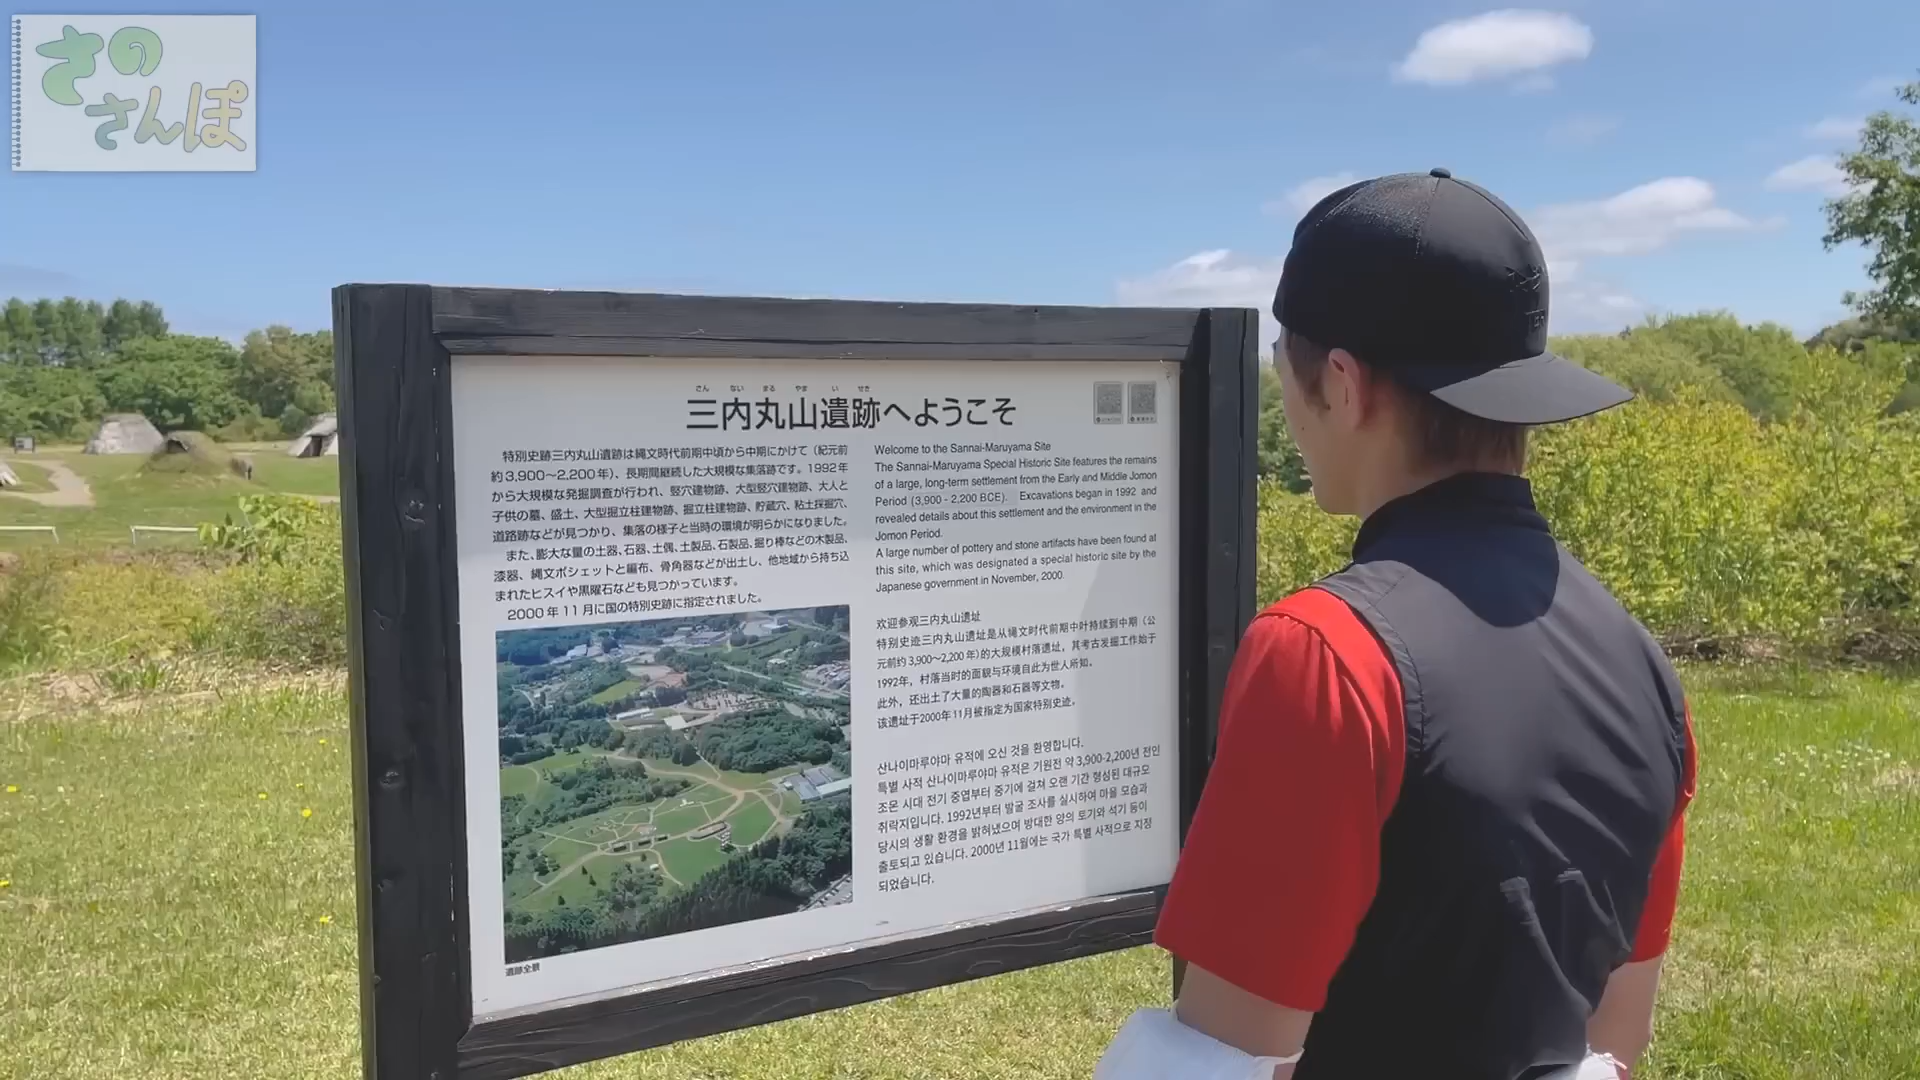 さの
さんぽ
さん ない まる やま い せき
三内丸山遺跡へようこそ
特別史跡三内丸山遺跡は縄文時代前期中頃から中期にかけて（紀元前
約3,900～2,200年）、長期間継続した大規模な集落跡です。1992年
から大規模な発掘調査が行われ、竪穴建物跡、大型竪穴建物跡、大人と
子供の墓、盛土、大型掘立柱建物跡、掘立柱建物跡、貯蔵穴、粘土採掘穴、
道路跡などが見つかり、集落の様子と当時の環境が明らかになりました。
また、膨大な量の土器、石器、土偶、土製品、石製品、掘り棒などの木製品、
漆器、縄文ポシェットと編布、骨角器などが出土し、他地域から持ち込
まれたヒスイや黒曜石なども見つかっています。
2000年11月に国の特別史跡に指定されました。
遺跡全景
Welcome to the Sannai-Maruyama Site
The Sannai-Maruyama Special Historic Site features the remains
of a large, long-term settlement from the Early and Middle Jomon
Period (3,900 - 2,200 BCE). Excavations began in 1992 and
revealed details about this settlement and the environment in the
Jomon Period.
A large number of pottery and stone artifacts have been found at
this site, which was designated a special historic site by the
Japanese government in November, 2000.
欢迎参观三内丸山遗址
特别史迹三内丸山遗址是从绳文时代前期中叶持续到中期（公
元前约3,900～2,200年）的大规模村落遗址，其考古发掘工作始于
1992年，村落当时的面貌与环境自此为世人所知。
此外，还出土了大量的陶器和石器等文物。
该遗址于2000年11月被指定为国家特别史迹。
산나이마루야마 유적에 오신 것을 환영합니다.
특별 사적 산나이마루야마 유적은 기원전 약 3,900-2,200년 전인
조몬 시대 전기 중엽부터 중기에 걸쳐 오랜 기간 형성된 대규모
취락지입니다. 1992년부터 발굴 조사를 실시하여 마을 모습과
당시의 생활 환경을 밝혀냈으며 방대한 양의 토기와 석기 등이
출토되고 있습니다. 2000년 11월에는 국가 특별 사적으로 지정
되었습니다.